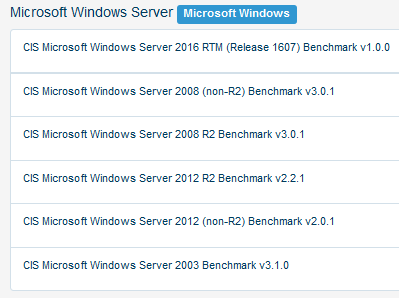 Microsoft Windows Server Microsoft Windows
CIS Microsoft Windows Server 2016 RTM (Release 1607) Benchmark v1.0.0
CIS Microsoft Windows Server 2008 (non-R2) Benchmark v3.0.1
CIS Microsoft Windows Server 2008 R2 Benchmark v3.0.1
CIS Microsoft Windows Server 2012 R2 Benchmark v2.2.1
CIS Microsoft Windows Server 2012 (non-R2) Benchmark v2.0.1
CIS Microsoft Windows Server 2003 Benchmark v3.1.0